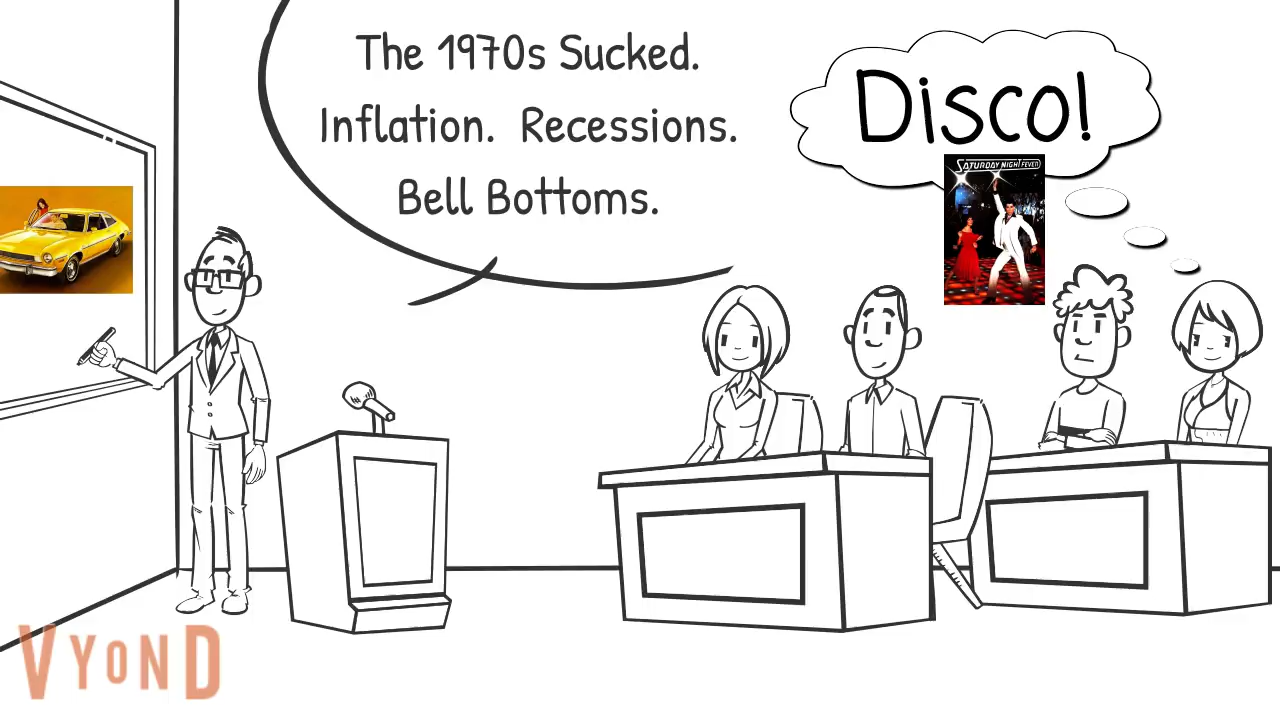 The 1970s Sucked.
Inflation.  Recessions.
Bell Bottoms.
Disco!
SATURDAY NIGHT FEVER
VYOND